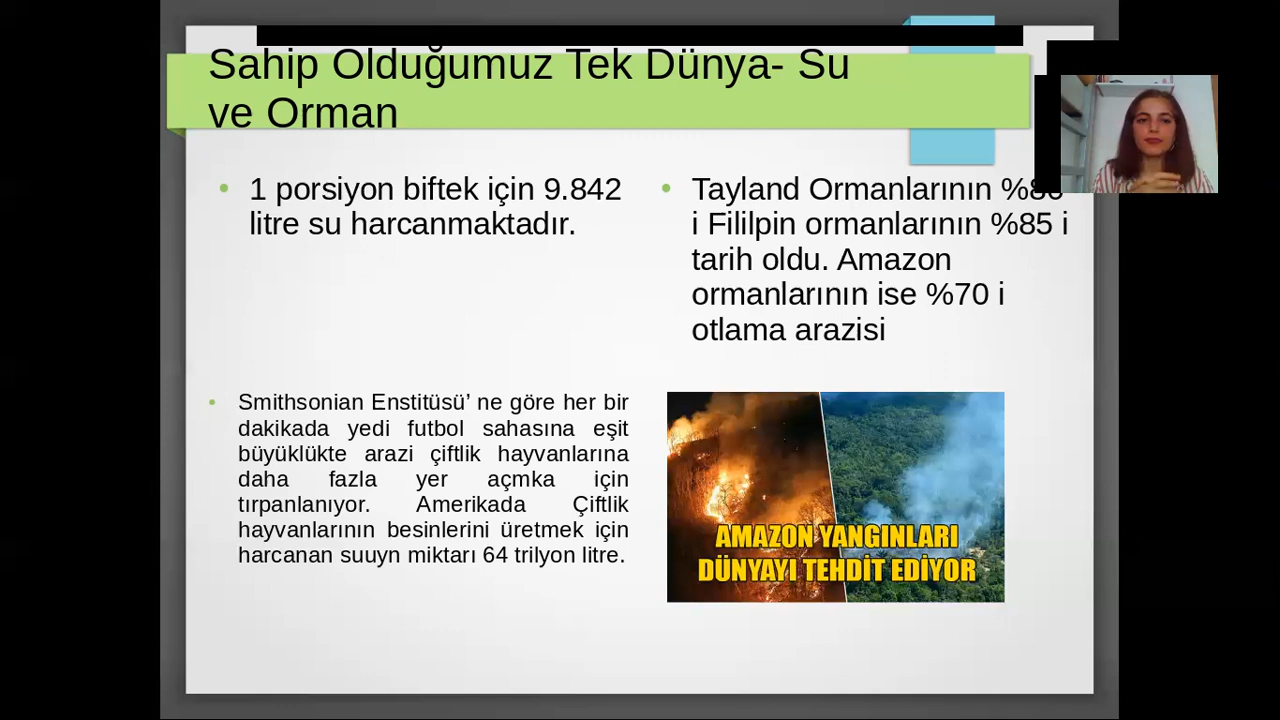 Sahip Olduğumuz Tek Dünya- Su
ve Orman
• 1 porsiyon biftek için 9.842
litre su harcanmaktadır.
• Tayland Ormanlarının
i Fililpin ormanlarının %85 i
tarih oldu. Amazon
ormanlarının ise %70 i
otlama arazisi
• Smithsonian Enstitüsü’ ne göre her bir
dakikada yedi futbol sahasına eşit
büyüklükte arazi çiftlik hayvanlarına
daha fazla yer açmka için
tırpanlanıyor. Amerikada Çiftlik
hayvanlarının besinlerini üretmek için
harcanan suuyn miktarı 64 trilyon litre.
AMAZON YANGINLARI
DÜNYAYI TEHDİT EDİYOR